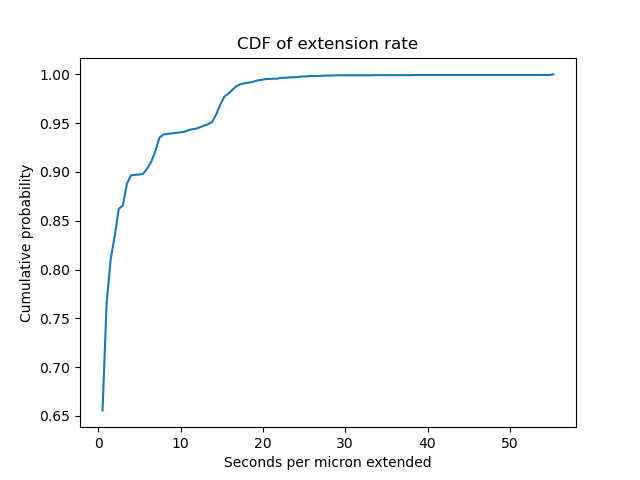 CDF of extension rate
1.00
0.95
0.90
0.85
0.80
0.75
0.70
0.65
Cumulative probability
0 10 20 30 40 50
Seconds per micron extended